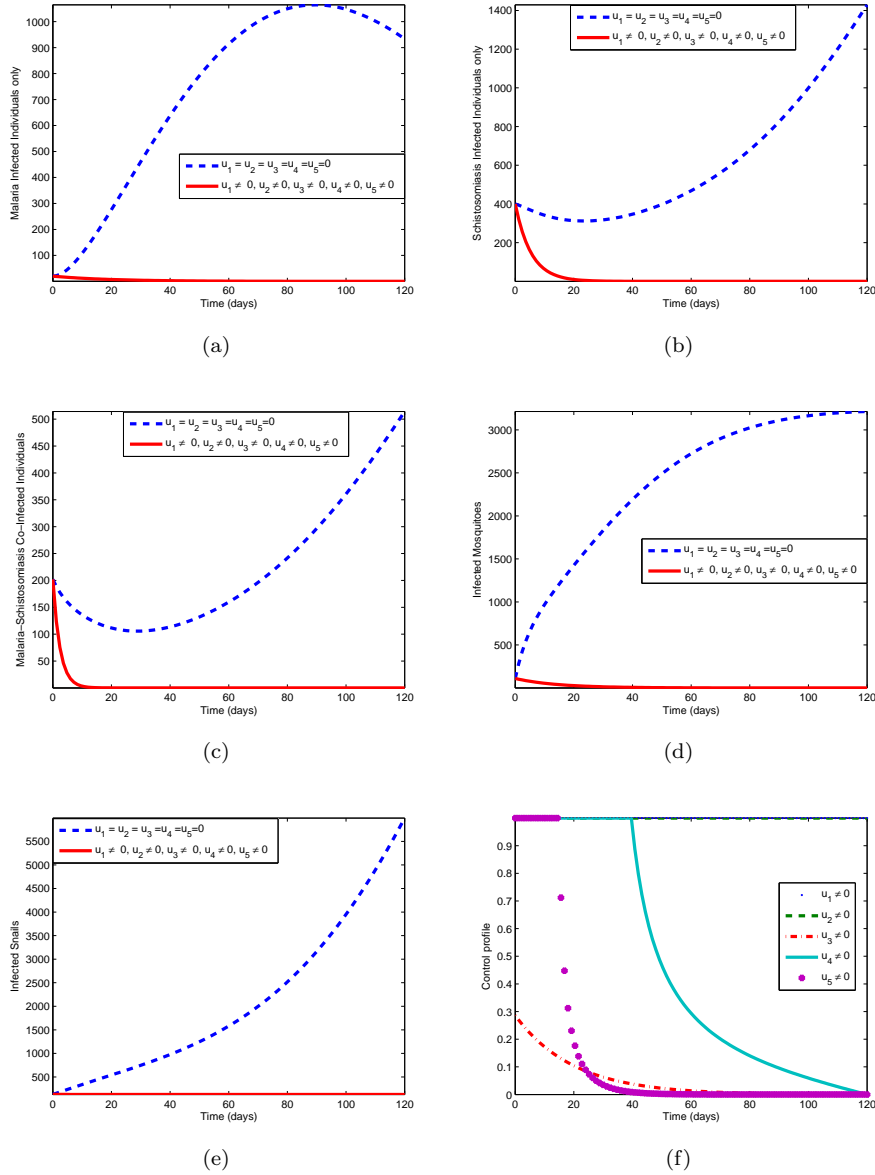 1000
900
800
700
600
500
400
300
200
100
0 20 40 60 80 100 120
Time (days)
Malaria Infected Individuals only
u1 = u2 = u3 =u4 =u5=0
u1≠ 0, u2≠0, u3≠ 0, u4≠0, u5≠0
(a)
1400
1200
1000
800
600
400
200
0 20 40 60 80 100 120
Time (days)
Schistosomiasis Infected Individuals only
u1 = u2 = u3 =u4 =u5=0
u1≠ 0, u2≠0, u3≠ 0, u4≠0, u5≠0
(b)
500
450
400
350
300
250
200
150
100
50
0 20 40 60 80 100 120
Time (days)
Malaria−Schistosomiasis Co−Infected Individuals
u1 = u2 = u3 =u4 =u5=0
u1≠ 0, u2≠0, u3≠ 0, u4≠0, u5≠0
(c)
3000
2500
2000
1500
1000
500
0 20 40 60 80 100 120
Time (days)
Infected Mosquitoes
u1 = u2 = u3 =u4 =u5=0
u1≠ 0, u2≠0, u3≠ 0, u4≠0, u5≠0
(d)
5500
5000
4500
4000
3500
3000
2500
2000
1500
1000
500
0 20 40 60 80 100 120
Time (days)
Infected Snails
u1 = u2 = u3 =u4 =u5=0
u1≠ 0, u2≠0, u3≠ 0, u4≠0, u5≠0
(e)
0.9
0.8
0.7
0.6
0.5
0.4
0.3
0.2
0.1
0
0 20 40 60 80 100 120
Time (days)
Control profile
u1 ≠ 0
u2 ≠ 0
u3 ≠ 0
u4 ≠ 0
u5 ≠ 0
(f)